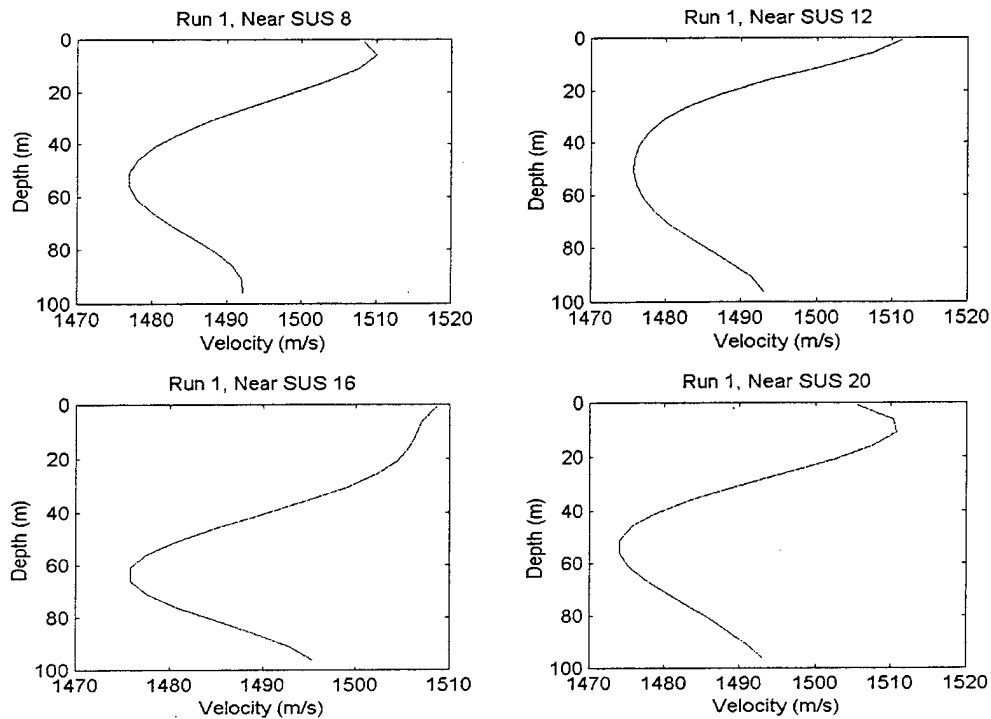 Run 1, Near SUS 8
0
20
40
60
80
100
Depth (m)
1470 1480 1490 1500 1510 1520
Velocity (m/s)
Run 1, Near SUS 12
0
20
40
60
80
100
Depth (m)
1470 1480 1490 1500 1510 1520
Velocity (m/s)
Run 1, Near SUS 16
0
20
40
60
80
100
Depth (m)
1470 1480 1490 1500 1510
Velocity (m/s)
Run 1, Near SUS 20
0
20
40
60
80
100
Depth (m)
1470 1480 1490 1500 1510 1520
Velocity (m/s)